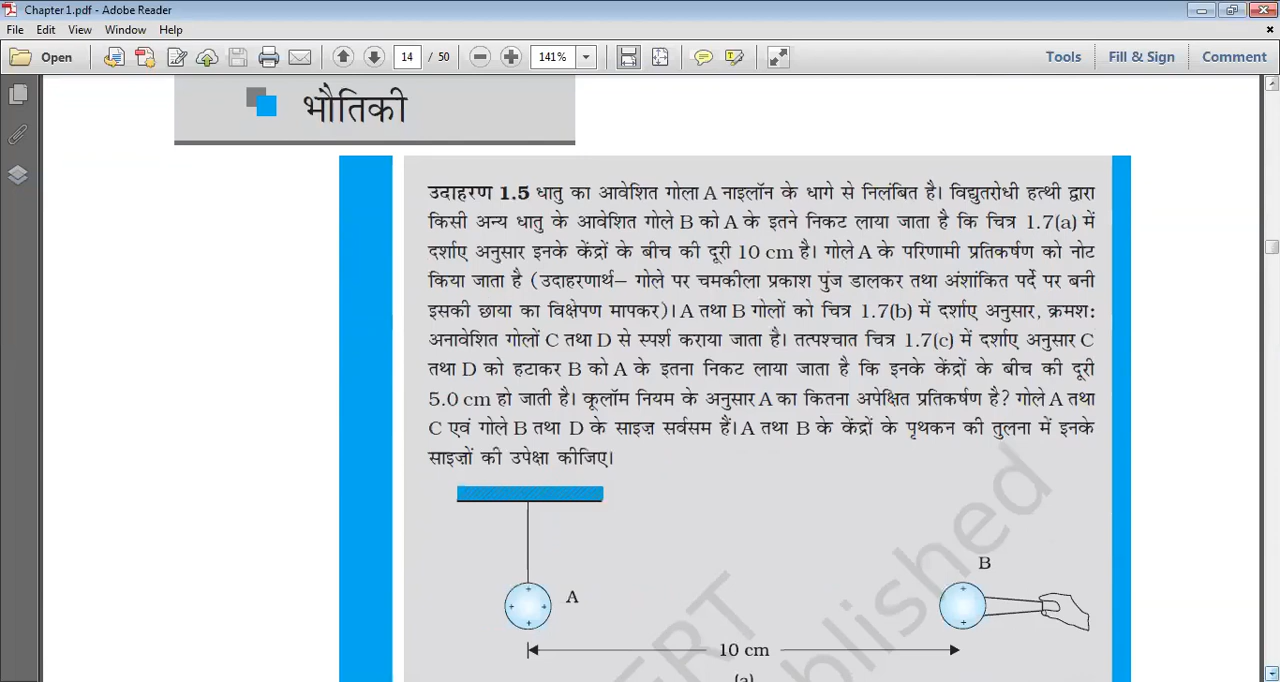 Chapter1.pdf - Adobe Reader
File Edit View Window Help
Open 14 / 50 141% Tools Fill & Sign Comment
भौतिकी
उदाहरण 1.5 धातु का आवेशित गोला A नाइलॉन के धागे से निलंबित है। विद्युतरोधी हत्थी द्वारा
किसी अन्य धातु के आवेशित गोले B को A के इतने निकट लाया जाता है कि चित्र 1.7(a) में
दर्शाए अनुसार इनके केंद्रों के बीच की दूरी 10 cm है। गोले A के परिणामी प्रतिकर्षण को नोट
किया जाता है (उदाहरणार्थ– गोले पर चमकीला प्रकाश पुंज डालकर तथा अंशांकित पर्दे पर बनी
इसकी छाया का विक्षेपण मापकर)। A तथा B गोलों को चित्र 1.7(b) में दर्शाए अनुसार, क्रमश:
अनावेशित गोलों C तथा D से स्पर्श कराया जाता है। तत्पश्चात चित्र 1.7(c) में दर्शाए अनुसार C
तथा D को हटाकर B को A के इतना निकट लाया जाता है कि इनके केंद्रों के बीच की दूरी
5.0 cm हो जाती है। कूलॉम नियम के अनुसार A का कितना अपेक्षित प्रतिकर्षण है? गोले A तथा
C एवं गोले B तथा D के साइज़ सर्वसम हैं। A तथा B के केंद्रों के पृथकन की तुलना में इनके
साइज़ों की उपेक्षा कीजिए।
B
A
10 cm
(a)